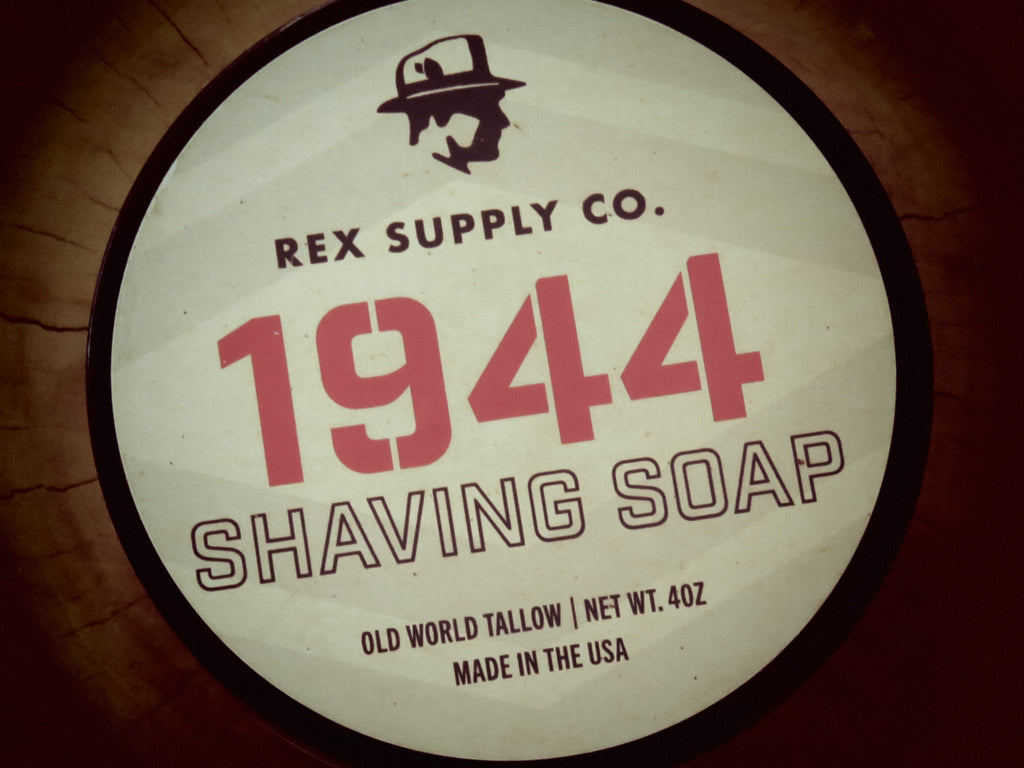 REX SUPPLY CO.
1944
SHAVING SOAP
OLD WORLD TALLOW | NET WT. 4OZ
MADE IN THE USA